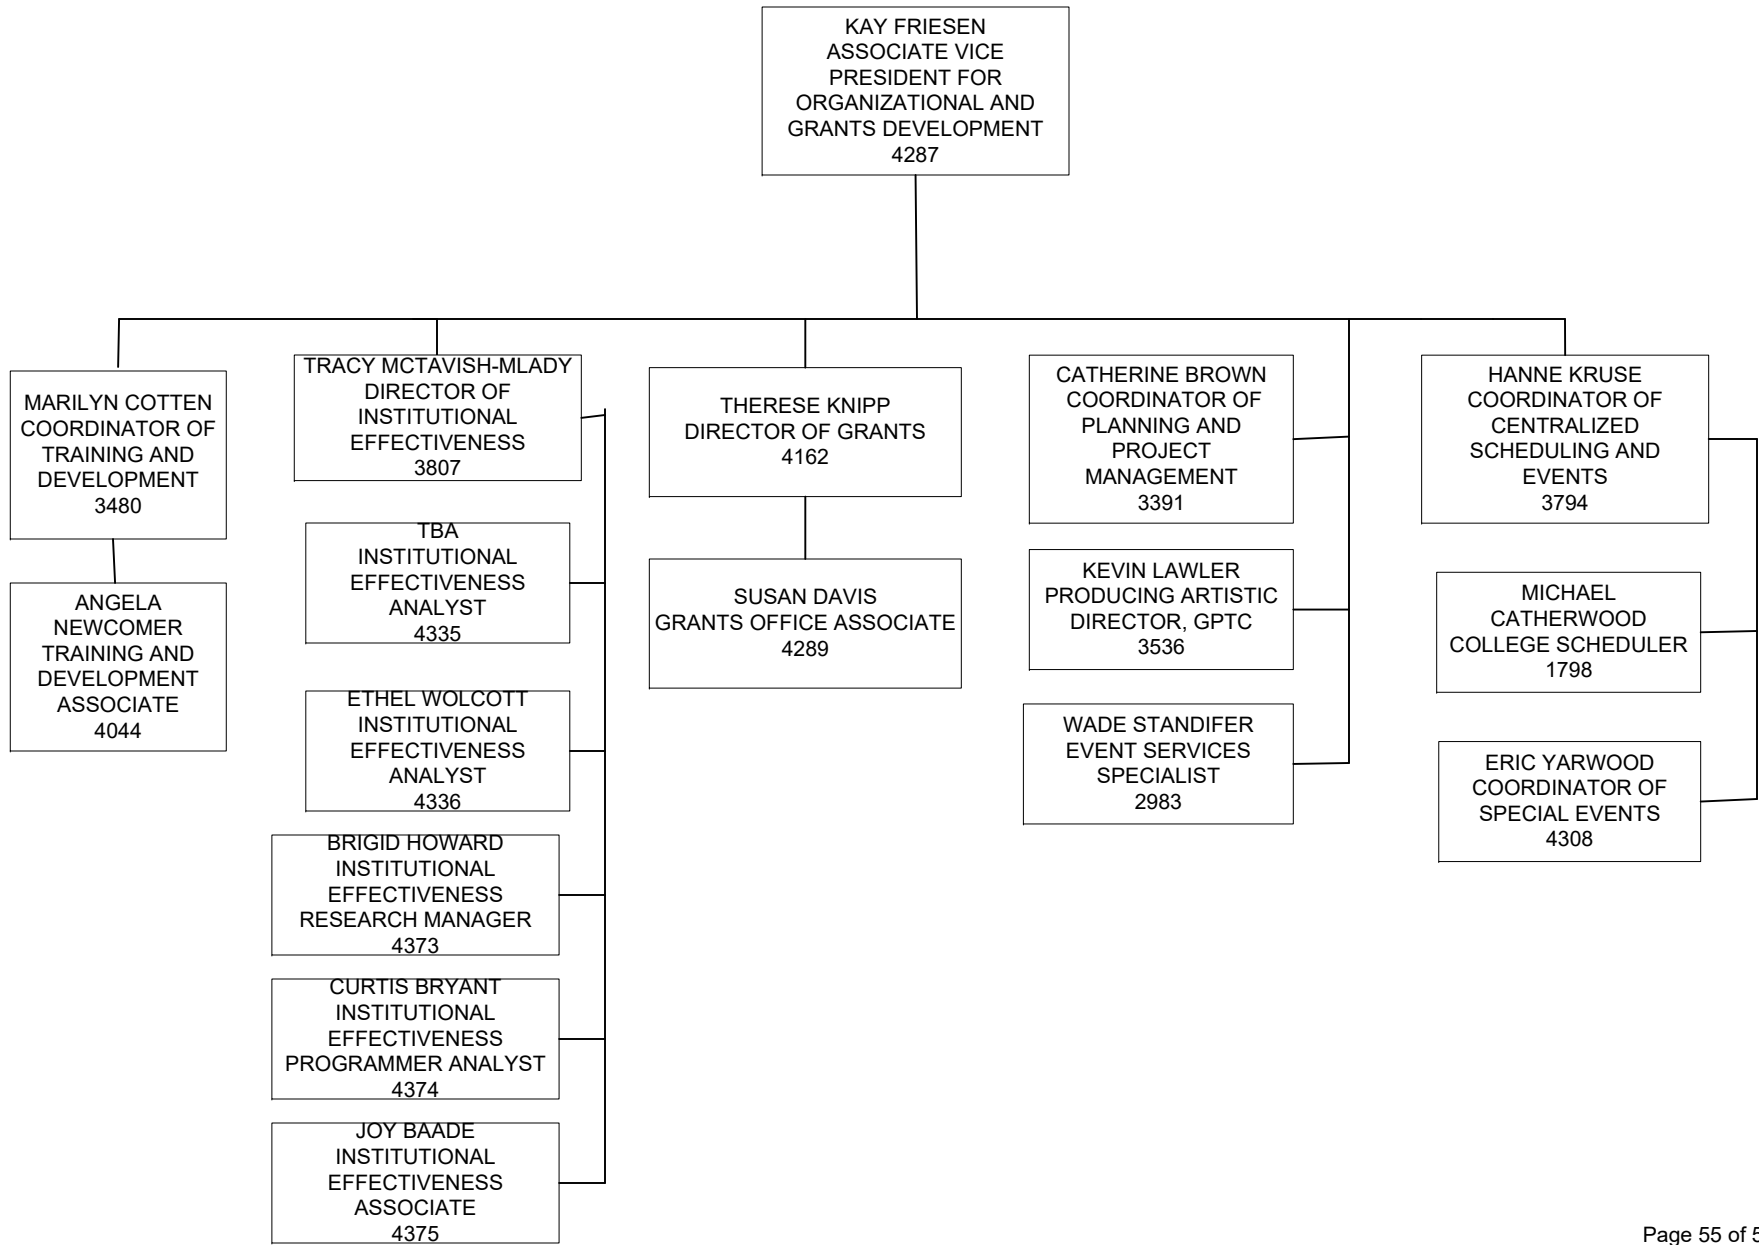 KAY FRIESEN
ASSOCIATE VICE
PRESIDENT FOR
ORGANIZATIONAL AND
GRANTS DEVELOPMENT
4287
MARILYN COTTEN
COORDINATOR OF
TRAINING AND
DEVELOPMENT
3480
ANGELA
NEWCOMER
TRAINING AND
DEVELOPMENT
ASSOCIATE
4044
TRACY MCTAVISH-MLADY
DIRECTOR OF
INSTITUTIONAL
EFFECTIVENESS
3807
TBA
INSTITUTIONAL
EFFECTIVENESS
ANALYST
4335
ETHEL WOLCOTT
INSTITUTIONAL
EFFECTIVENESS
ANALYST
4336
BRIGID HOWARD
INSTITUTIONAL
EFFECTIVENESS
RESEARCH MANAGER
4373
CURTIS BRYANT
INSTITUTIONAL
EFFECTIVENESS
PROGRAMMER ANALYST
4374
JOY BAADE
INSTITUTIONAL
EFFECTIVENESS
ASSOCIATE
4375
THERESE KNIPP
DIRECTOR OF GRANTS
4162
SUSAN DAVIS
GRANTS OFFICE ASSOCIATE
4289
CATHERINE BROWN
COORDINATOR OF
PLANNING AND
PROJECT
MANAGEMENT
3391
KEVIN LAWLER
PRODUCING ARTISTIC
DIRECTOR, GPTC
3536
WADE STANDIFER
EVENT SERVICES
SPECIALIST
2983
HANNE KRUSE
COORDINATOR OF
CENTRALIZED
SCHEDULING AND
EVENTS
3794
MICHAEL
CATHERWOOD
COLLEGE SCHEDULER
1798
ERIC YARWOOD
COORDINATOR OF
SPECIAL EVENTS
4308
Page 55 of